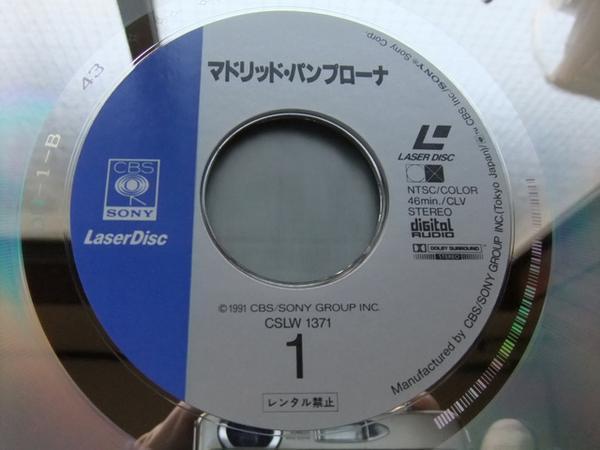 マドリッド・パンプローナ
CBS
SONY
LaserDisc
LASER DISC
NTSC/COLOR
46min./CLV
STEREO
digital
AUDIO
DOLBY SURROUND
STEREO
©1991 CBS/SONY GROUP INC.
CSLW 1371
1
レンタル禁止
Manufactured by CBS/SONY GROUP INC.(Tokyo Japan)/ CBS Inc./SONY® Sony Corp.
43
1-B